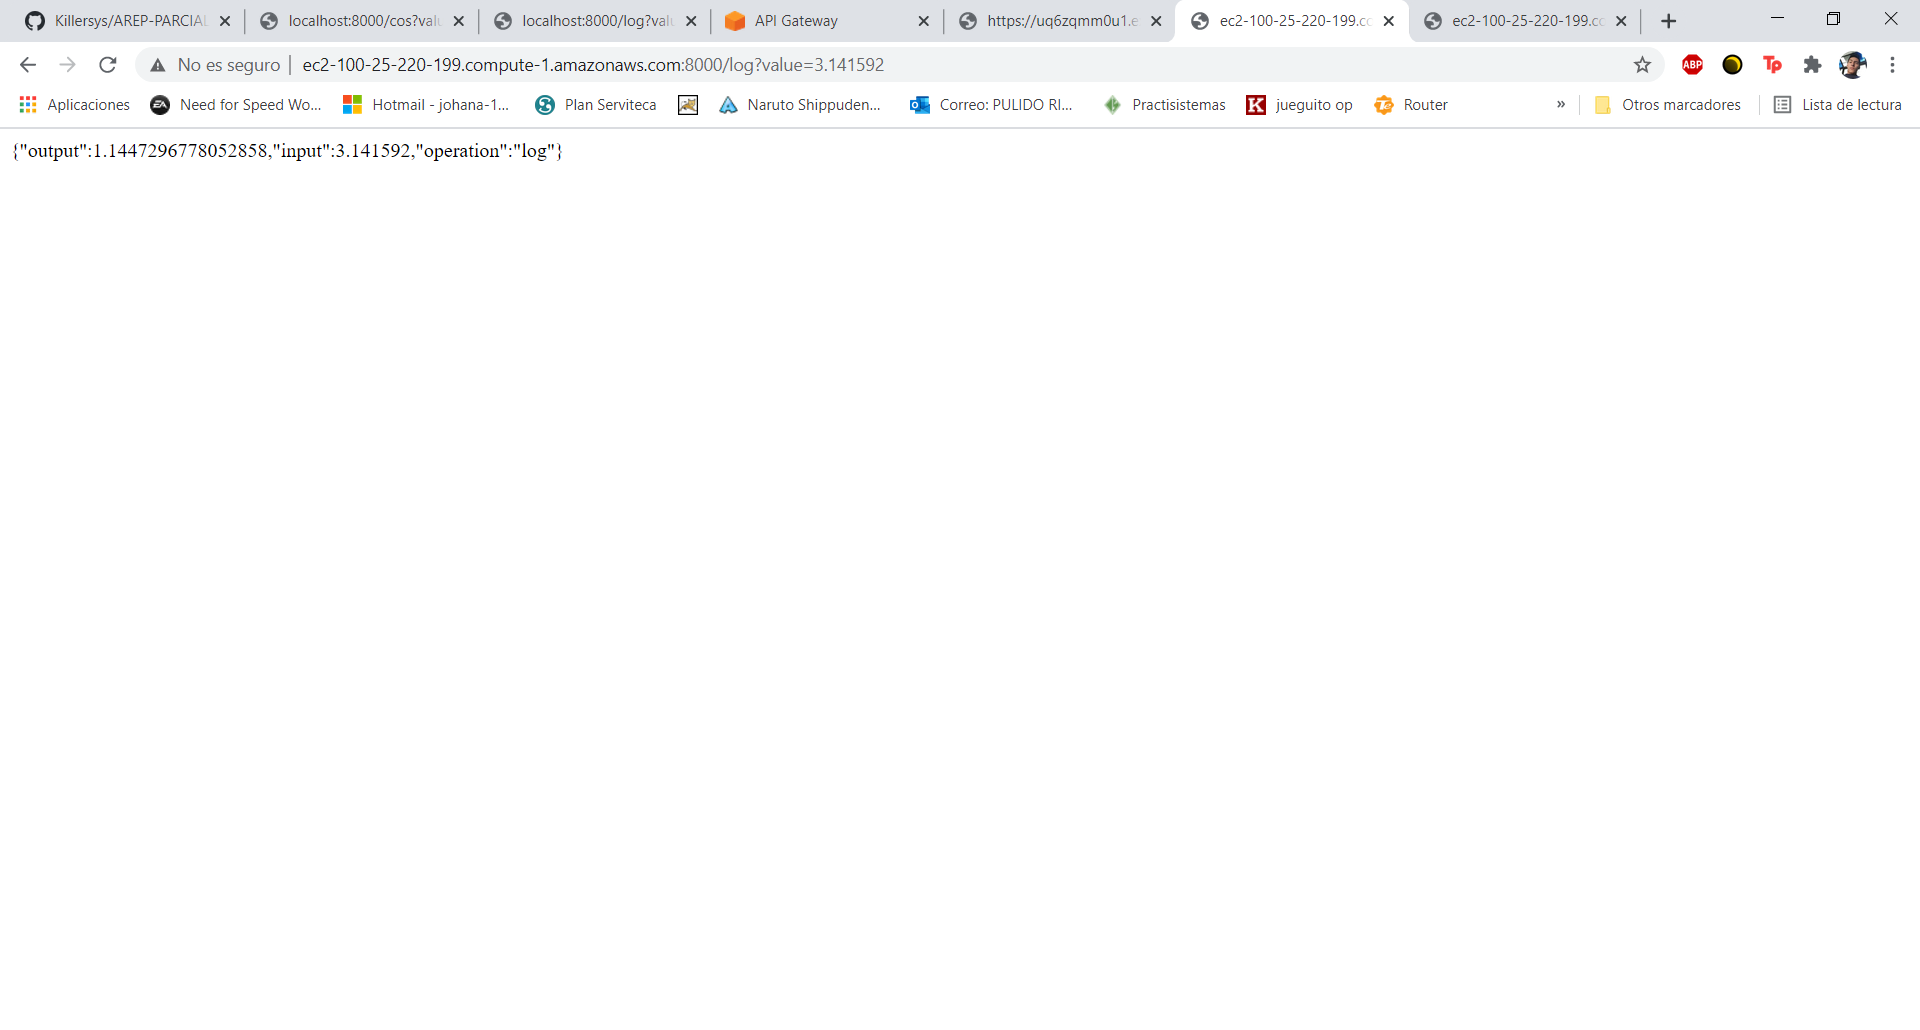 Killersys/AREP-PARCIAL
localhost:8000/cos?valu
localhost:8000/log?valu
API Gateway
https://uq6zqmm0u1.e
ec2-100-25-220-199.co
ec2-100-25-220-199.co
No es seguro
ec2-100-25-220-199.compute-1.amazonaws.com:8000/log?value=3.141592
ABP
Tp
Aplicaciones
EA
Need for Speed Wo...
Hotmail - johana-1...
Plan Serviteca
Naruto Shippuden...
Correo: PULIDO RI...
Practisistemas
K
jueguito op
Router
»
Otros marcadores
Lista de lectura
{"output":1.1447296778052858,"input":3.141592,"operation":"log"}